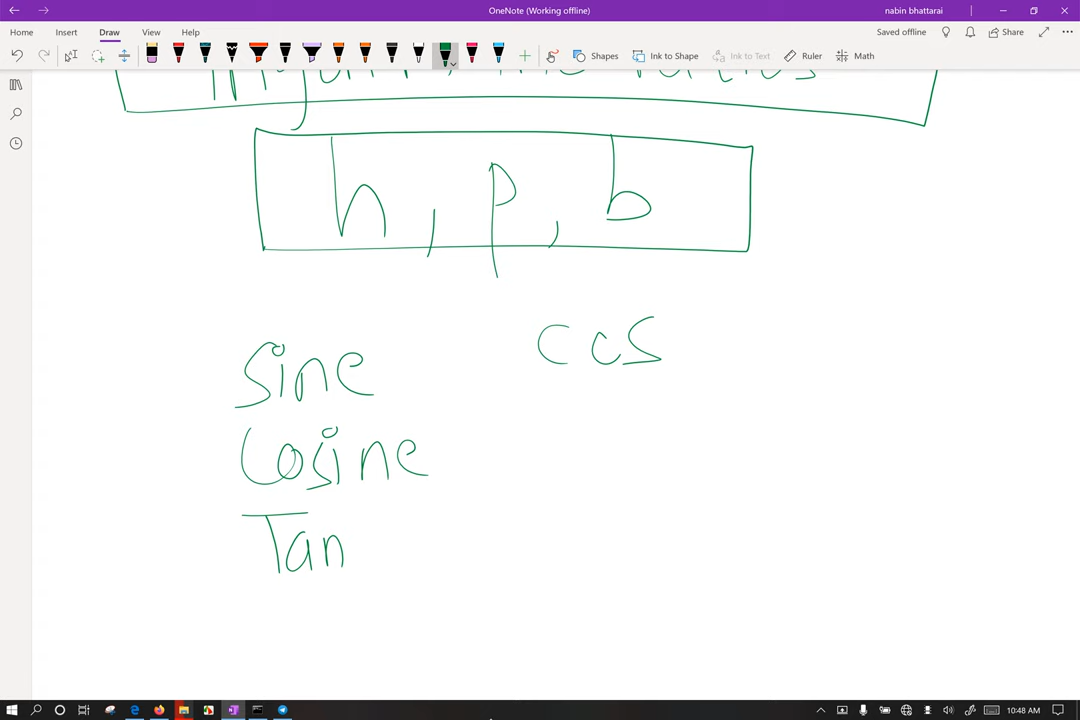 OneNote (Working offline)
nabin bhattarai
Home Insert Draw View Help
Saved offline
Share
Shapes
Ink to Shape
Ink to Text
Ruler
Math
h, p, b
ccs
Sine
Cosine
Tan
10:48 AM